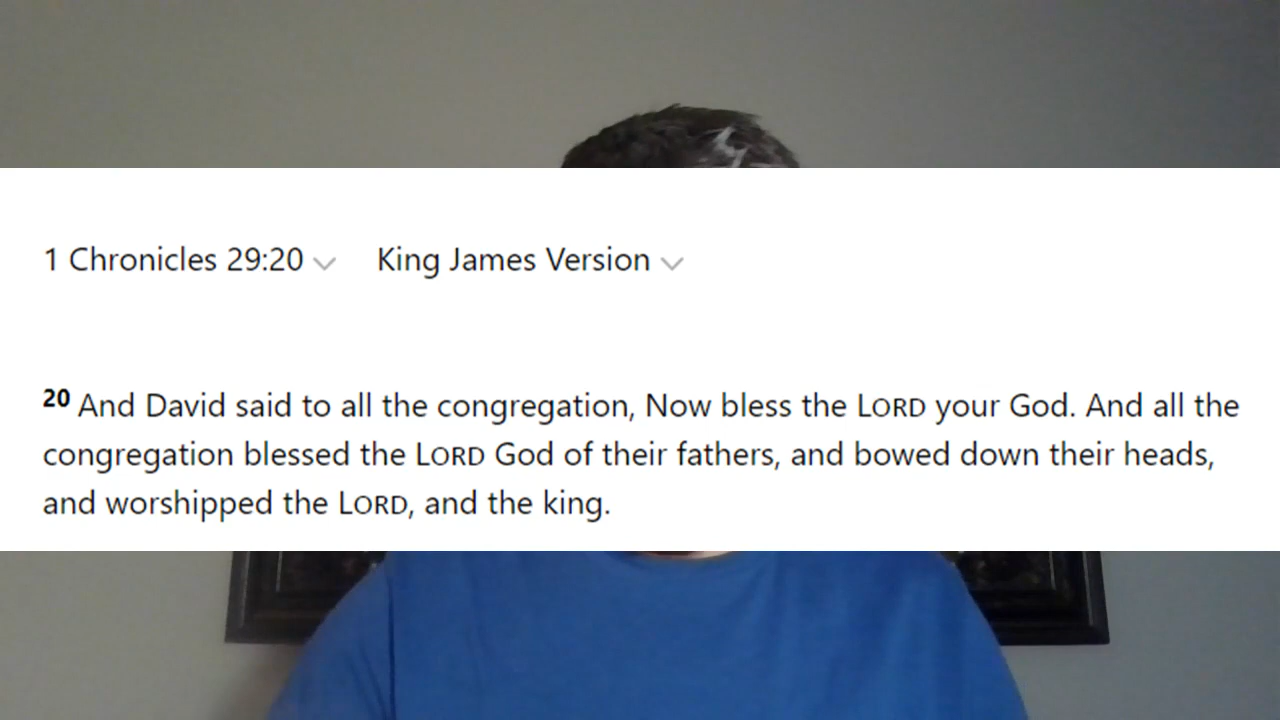 1 Chronicles 29:20 King James Version
20 And David said to all the congregation, Now bless the LORD your God. And all the
congregation blessed the LORD God of their fathers, and bowed down their heads,
and worshipped the LORD, and the king.